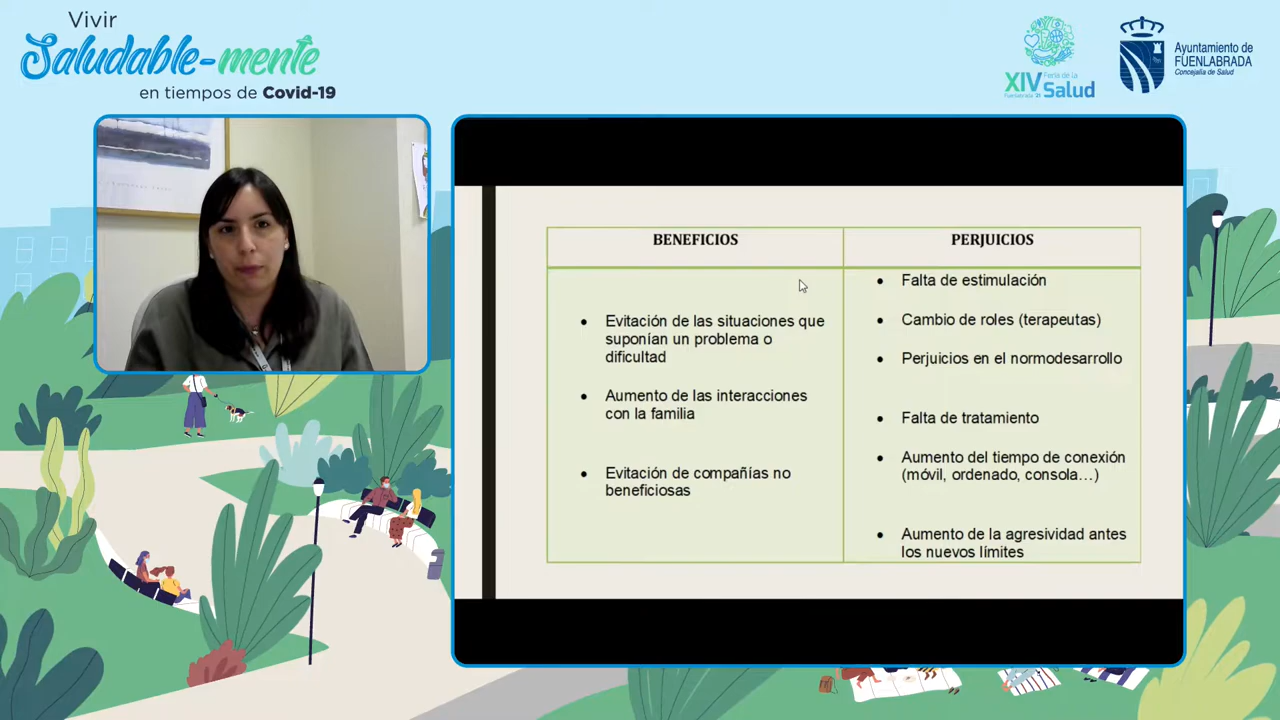 Vivir
Saludable-mente
en tiempos de Covid-19
XIV Feria de la
Fuenlabrada 21 Salud
Ayuntamiento de
FUENLABRADA
Concejalía de Salud
BENEFICIOS
Evitación de las situaciones que
suponían un problema o
dificultad
Aumento de las interacciones
con la familia
Evitación de compañías no
beneficiosas
PERJUICIOS
Falta de estimulación
Cambio de roles (terapeutas)
Perjuicios en el normodesarrollo
Falta de tratamiento
Aumento del tiempo de conexión
(móvil, ordenado, consola...)
Aumento de la agresividad antes
los nuevos límites